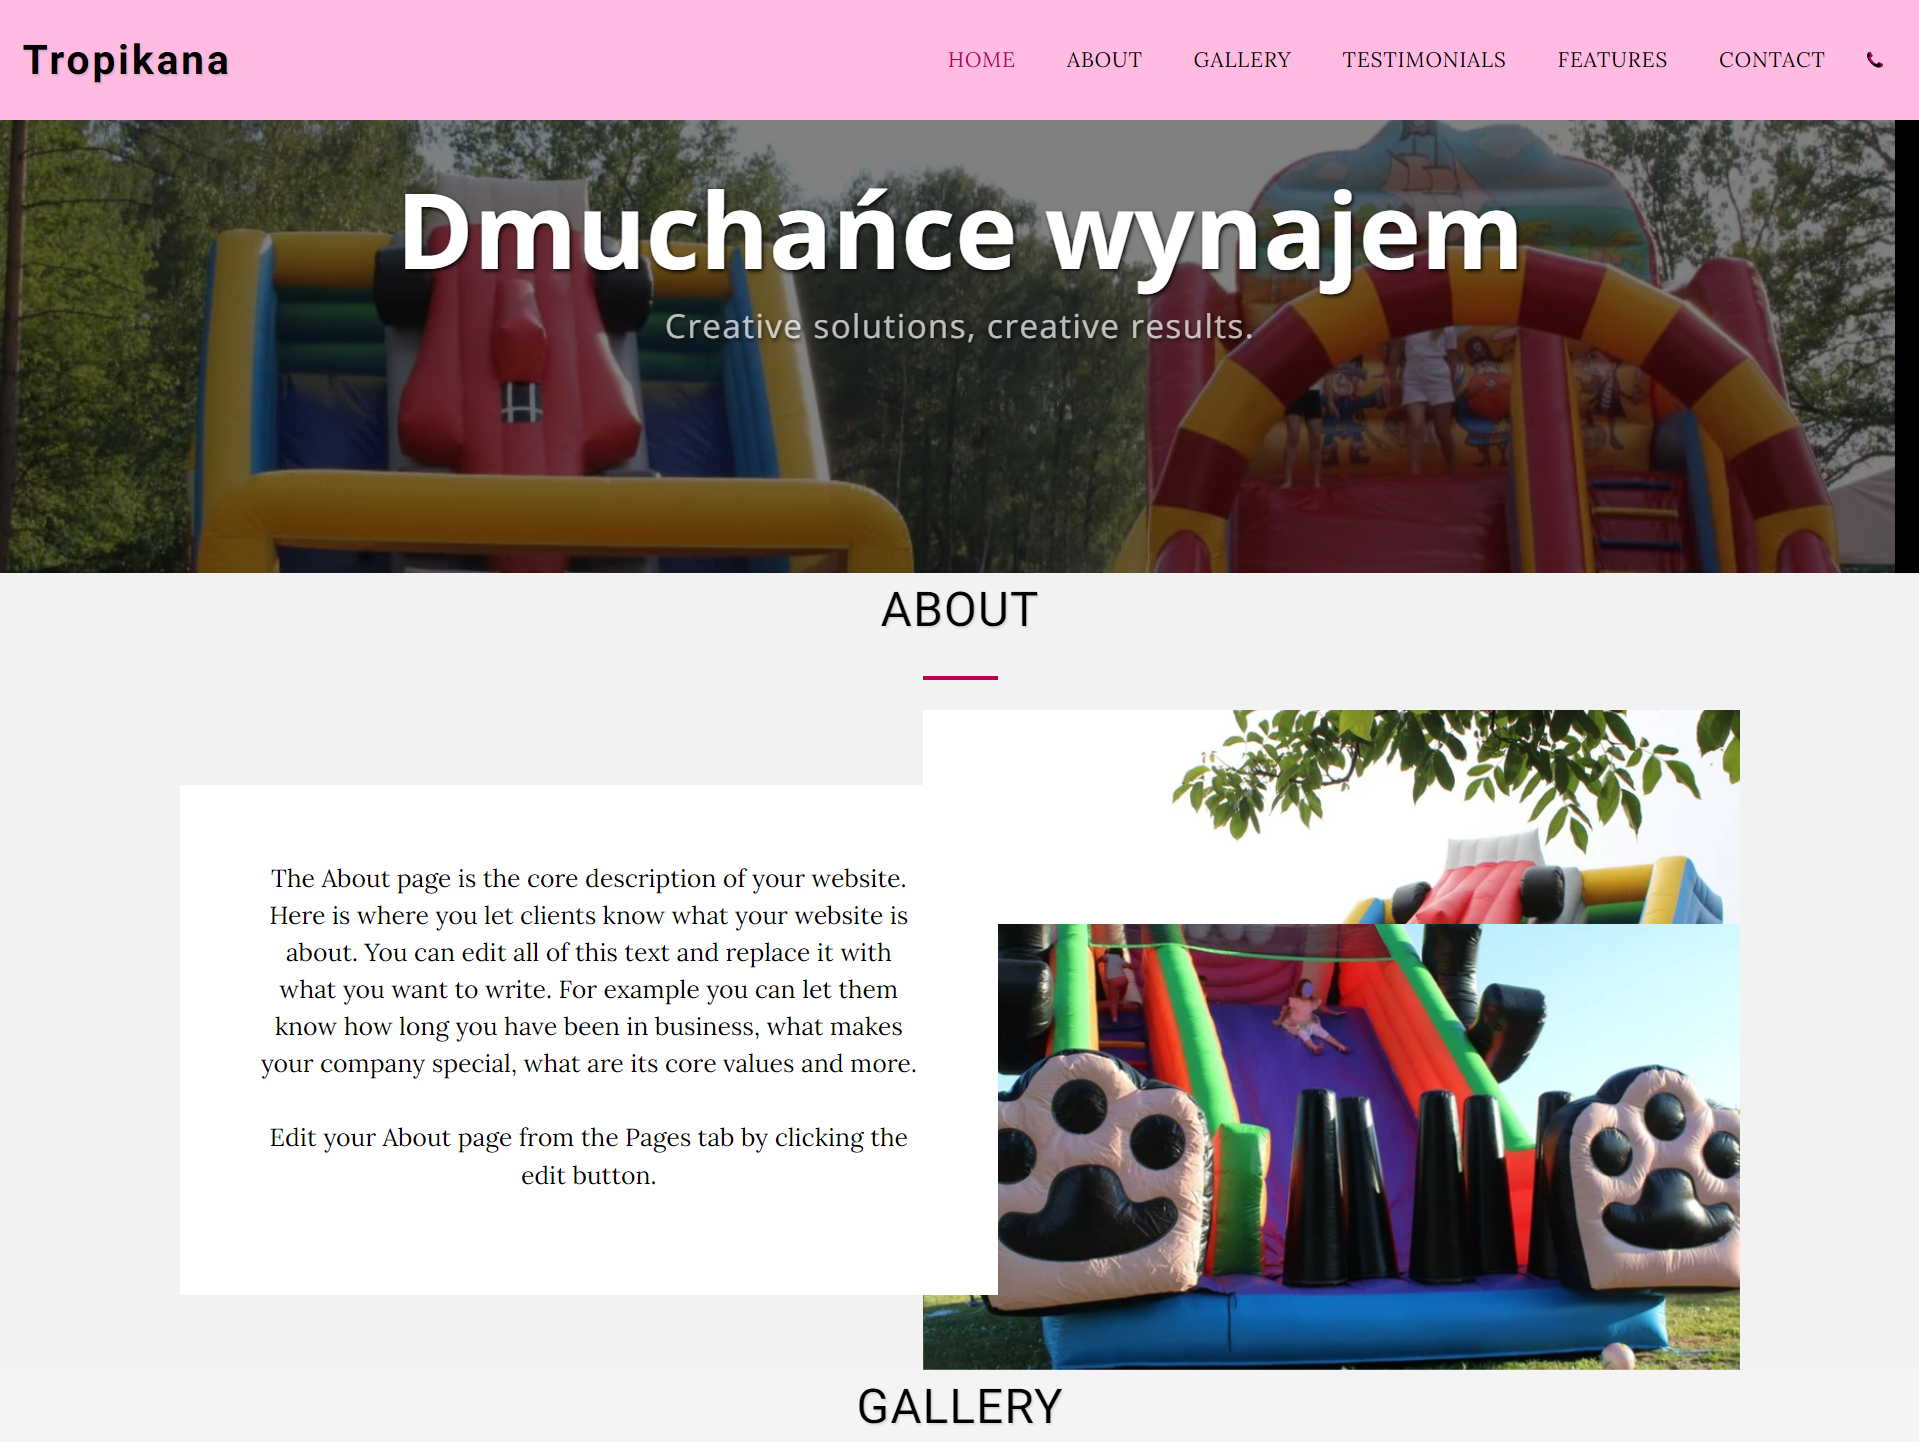 Tropikana
HOME
ABOUT
GALLERY
TESTIMONIALS
FEATURES
CONTACT
Dmuchańce wynajem
Creative solutions, creative results.
ABOUT
The About page is the core description of your website.
Here is where you let clients know what your website is
about. You can edit all of this text and replace it with
what you want to write. For example you can let them
know how long you have been in business, what makes
your company special, what are its core values and more.
Edit your About page from the Pages tab by clicking the
edit button.
GALLERY